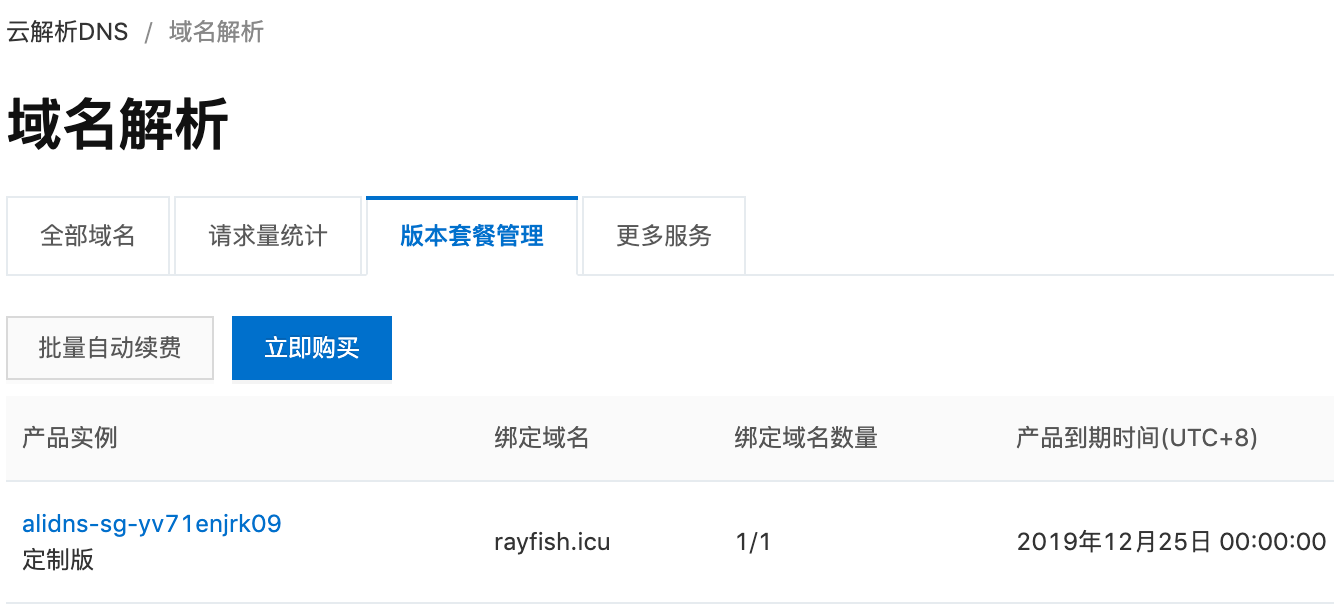 云解析DNS / 域名解析
域名解析
全部域名 请求量统计 版本套餐管理 更多服务
批量自动续费 立即购买
产品实例 绑定域名 绑定域名数量 产品到期时间(UTC+8)
alidns-sg-yv71enjrk09
定制版 rayfish.icu 1/1 2019年12月25日 00:00:00